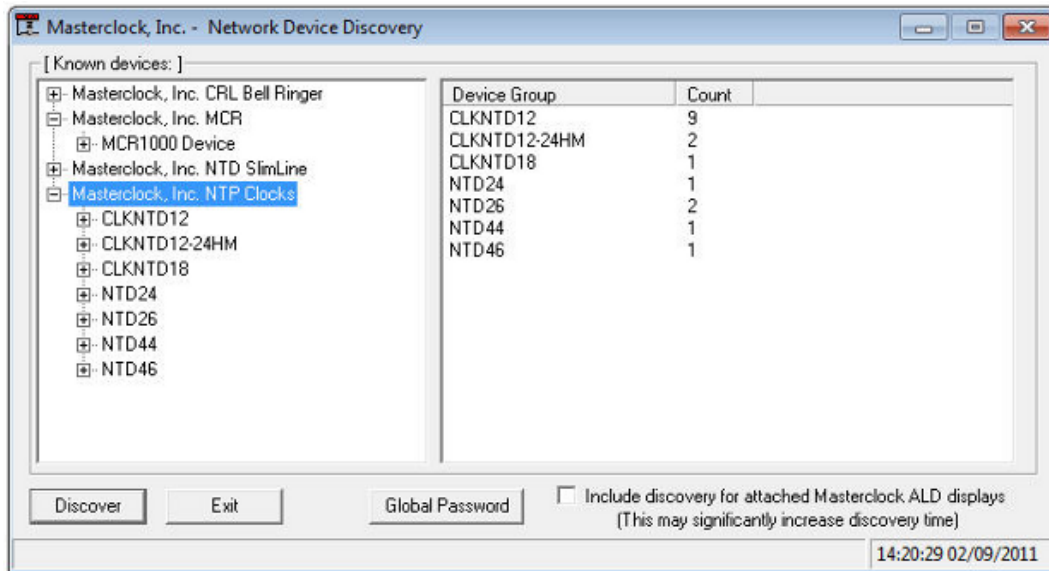 Masterclock, Inc. - Network Device Discovery
[ Known devices: ]
Masterclock, Inc. CRL Bell Ringer
Masterclock, Inc. MCR
MCR1000 Device
Masterclock, Inc. NTD SlimLine
Masterclock, Inc. NTP Clocks
CLKNTD12
CLKNTD12-24HM
CLKNTD18
NTD24
NTD26
NTD44
NTD46
Device Group Count
CLKNTD12 9
CLKNTD12-24HM 2
CLKNTD18 1
NTD24 1
NTD26 2
NTD44 1
NTD46 1
Discover Exit Global Password
Include discovery for attached Masterclock ALD displays
(This may significantly increase discovery time)
14:20:29 02/09/2011